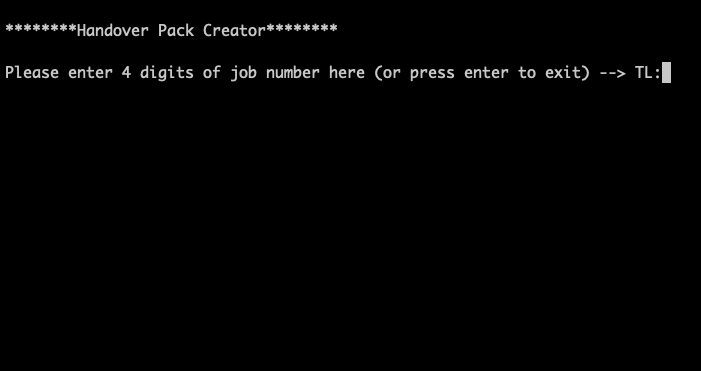 ********Handover Pack Creator********
Please enter 4 digits of job number here (or press enter to exit) --> TL: